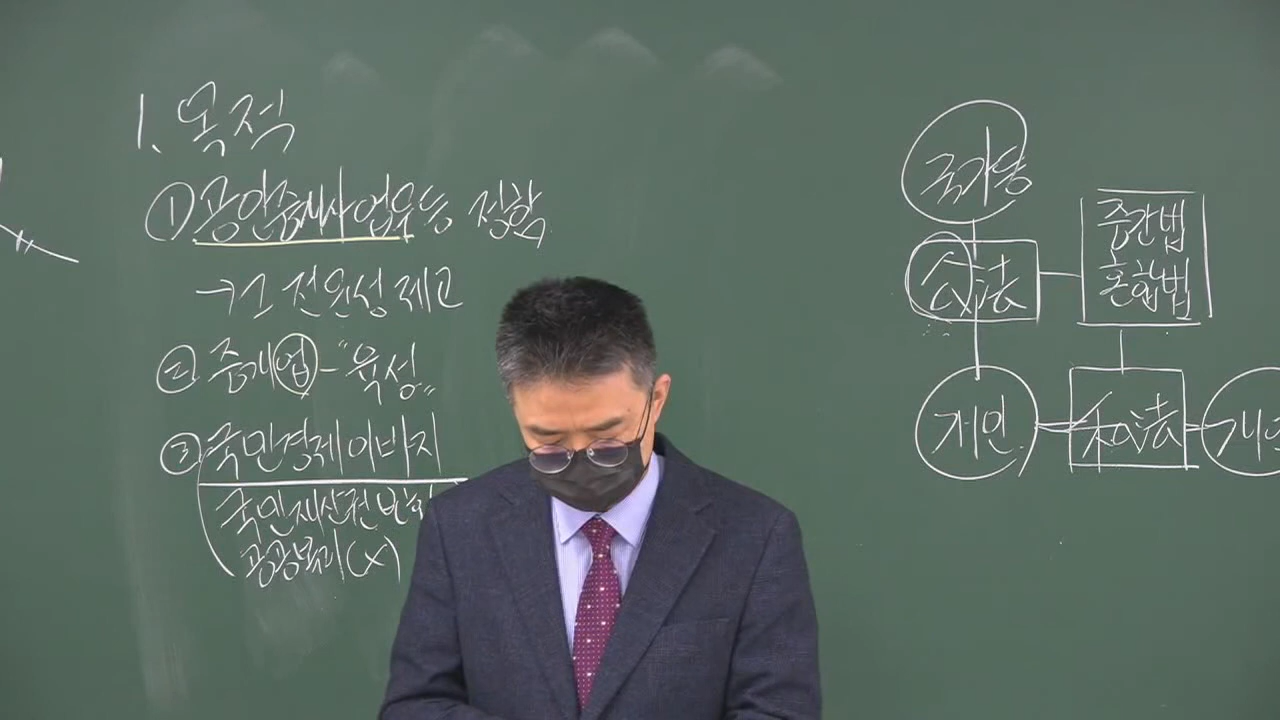 1. 목적
① 공인중개사업무등 정함
→ 전문성 제고
② 중개업 - "육성"
③ 국민경제 이바지
국민재산권
공공복리(X)
국가등
公法
중간법
혼합법
개인
私法
개인